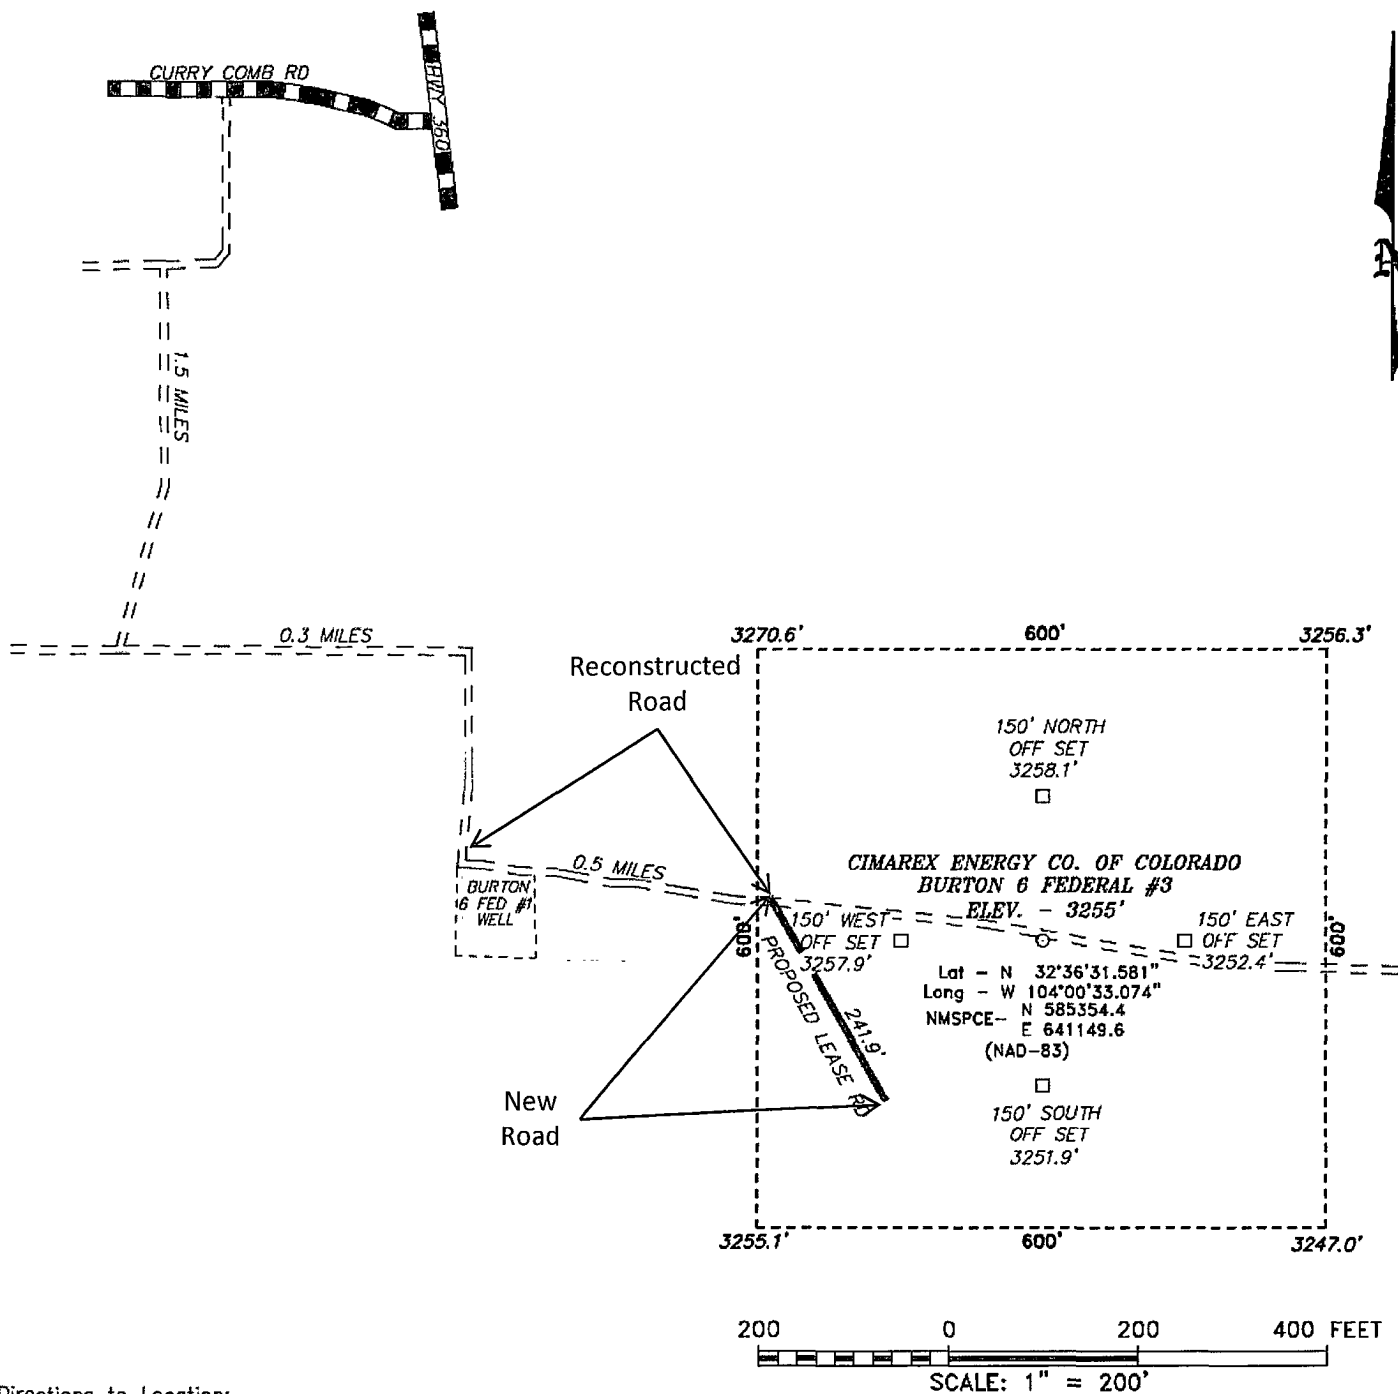 CURRY COMB RD
HWY 360
1.5 MILES
0.3 MILES
3270.6'
600'
3256.3'
Reconstructed
Road
150' NORTH
OFF SET
3258.1'
0.5 MILES
CIMAREX ENERGY CO. OF COLORADO
BURTON 6 FEDERAL #3
ELEV. - 3255'
BURTON
6 FED #1
WELL
600'
150' WEST
OFF SET
3257.9'
150' EAST
OFF SET
3252.4'
600'
Lat - N 32°36'31.581"
Long - W 104°00'33.074"
NMSPCE- N 585354.4
E 641149.6
(NAD-83)
PROPOSED LEASE RD
241.9'
New
Road
150' SOUTH
OFF SET
3251.9'
3255.1'
600'
3247.0'
200 0 200 400 FEET
SCALE: 1" = 200'